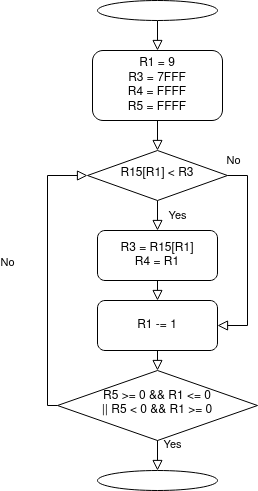 R1 = 9
R3 = 7FFF
R4 = FFFF
R5 = FFFF
R15[R1] < R3
No
Yes
R3 = R15[R1]
R4 = R1
No
R1 -= 1
R5 >= 0 && R1 <= 0
|| R5 < 0 && R1 >= 0
Yes